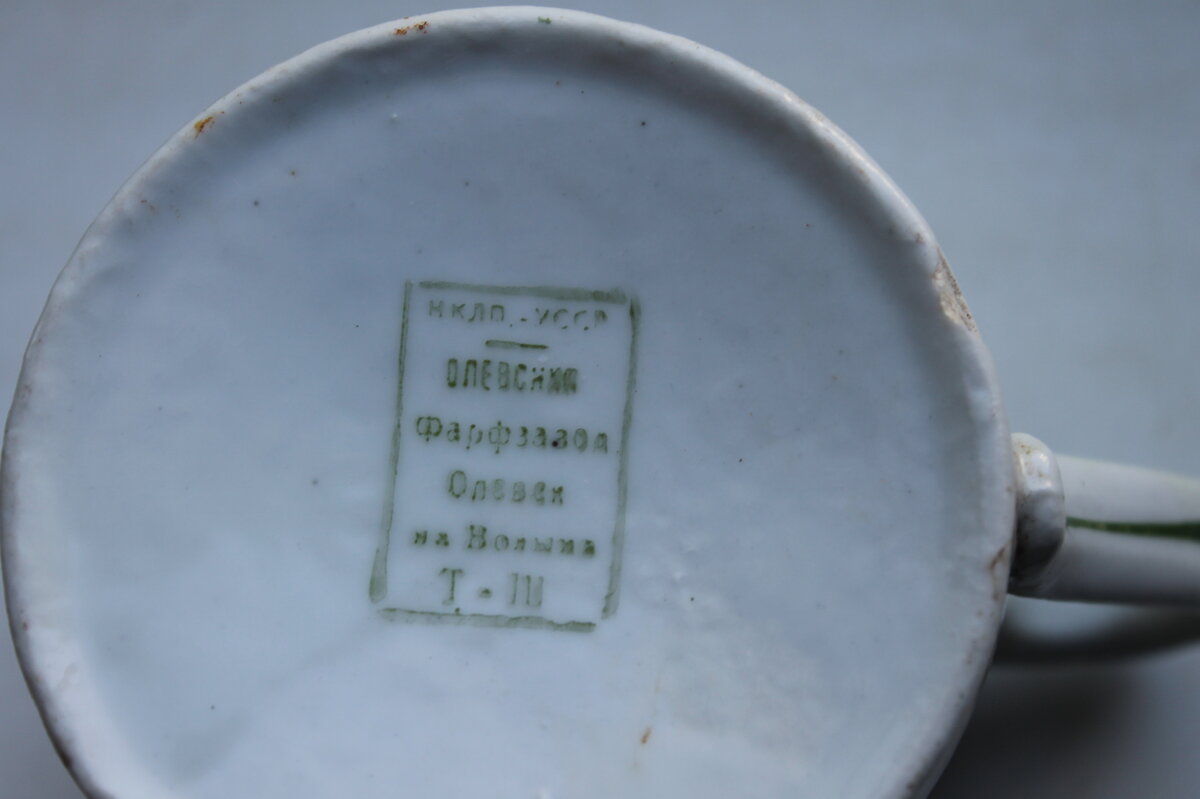 НКЛП.-УССР
ОЛЕВСКИЙ
Фарфзавод
Олевск
на Волыни
Т-III